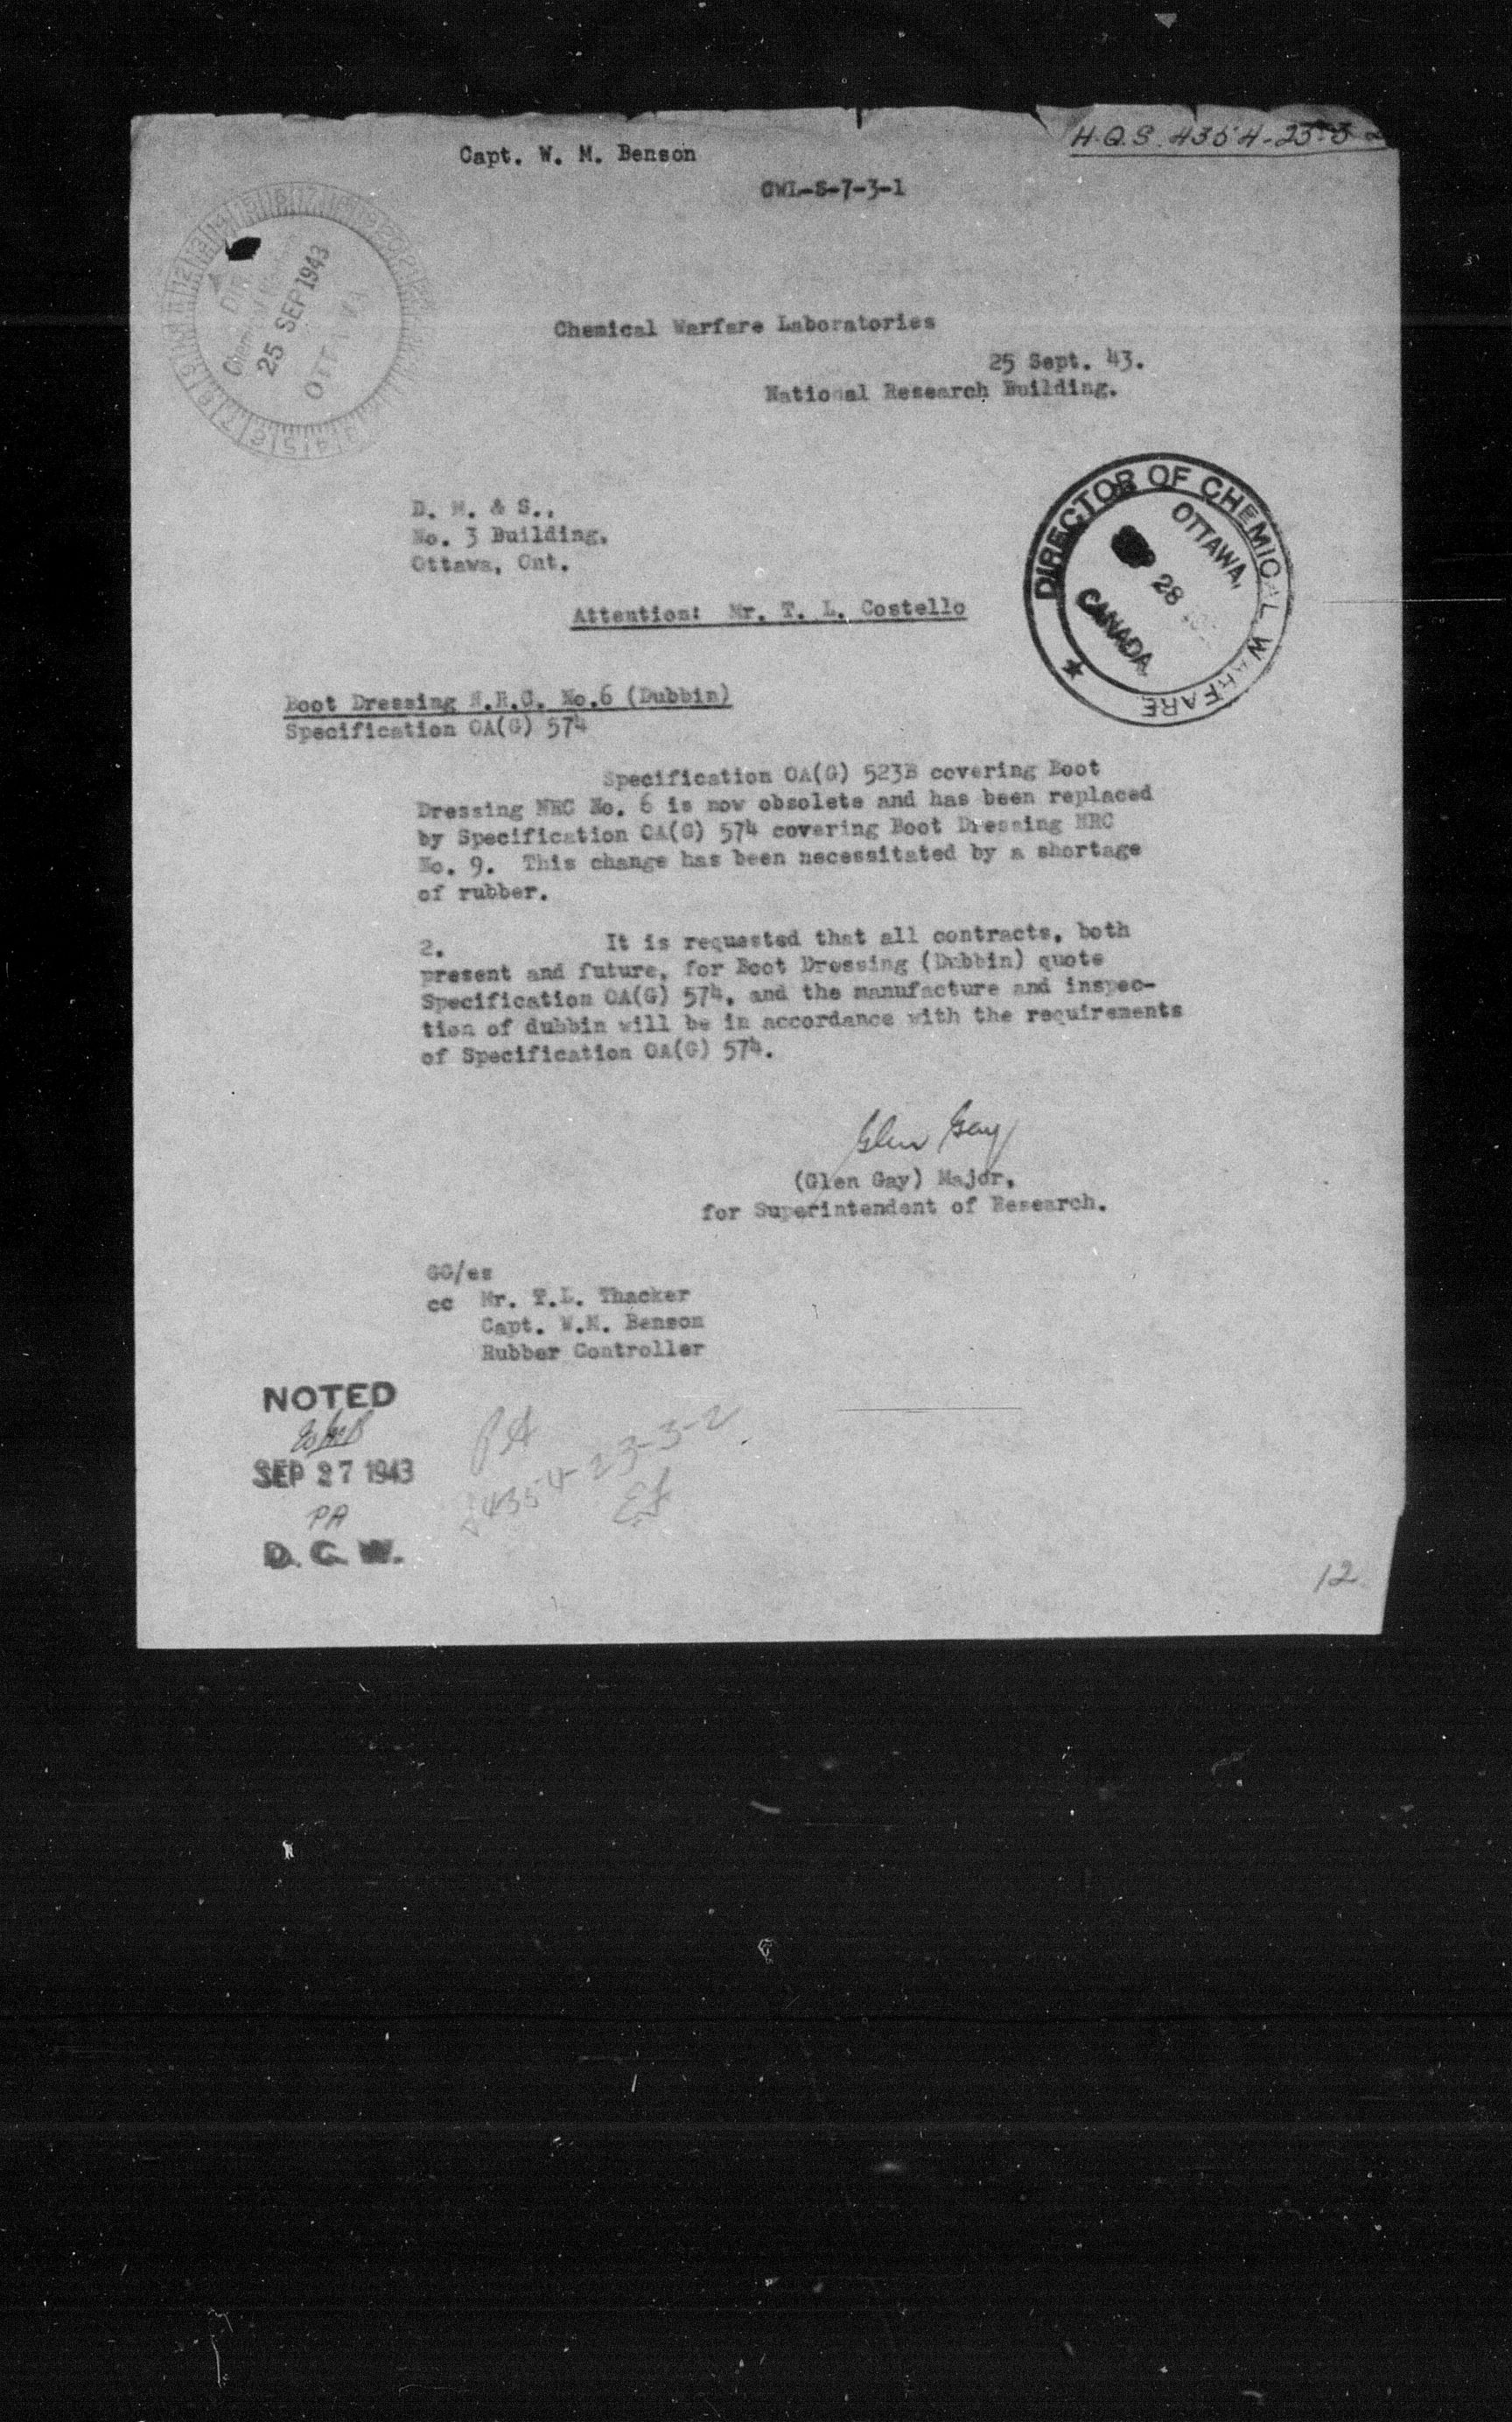 H.Q.S. 4354-23-3-2
Capt. W. M. Benson
CWL-S-7-3-1
25 SEP 1943
OTTAWA
Chemical Warfare Laboratories
25 Sept. 43.
National Research Building.
DIRECTOR OF CHEMICAL WARFARE
OTTAWA,
28
CANADA
D. M. & S.,
No. 3 Building,
Ottawa, Ont.
Attention: Mr. T. L. Costello
Boot Dressing N.R.C. No.6 (Dubbin)
Specification OA(G) 574
Specification OA(G) 523B covering Boot
Dressing NRC No. 6 is now obsolete and has been replaced
by Specification OA(G) 574 covering Boot Dressing NRC
No. 9. This change has been necessitated by a shortage
of rubber.
2. It is requested that all contracts, both
present and future, for Boot Dressing (Dubbin) quote
Specification OA(G) 574, and the manufacture and inspec-
tion of dubbin will be in accordance with the requirements
of Specification OA(G) 574.
Glen Gay
(Glen Gay) Major,
for Superintendent of Research.
GG/es
cc Mr. T.L. Thacker
Capt. W.M. Benson
Rubber Controller
NOTED
SEP 27 1943
PA
D. C. W.
PA
4354-23-3-2
12